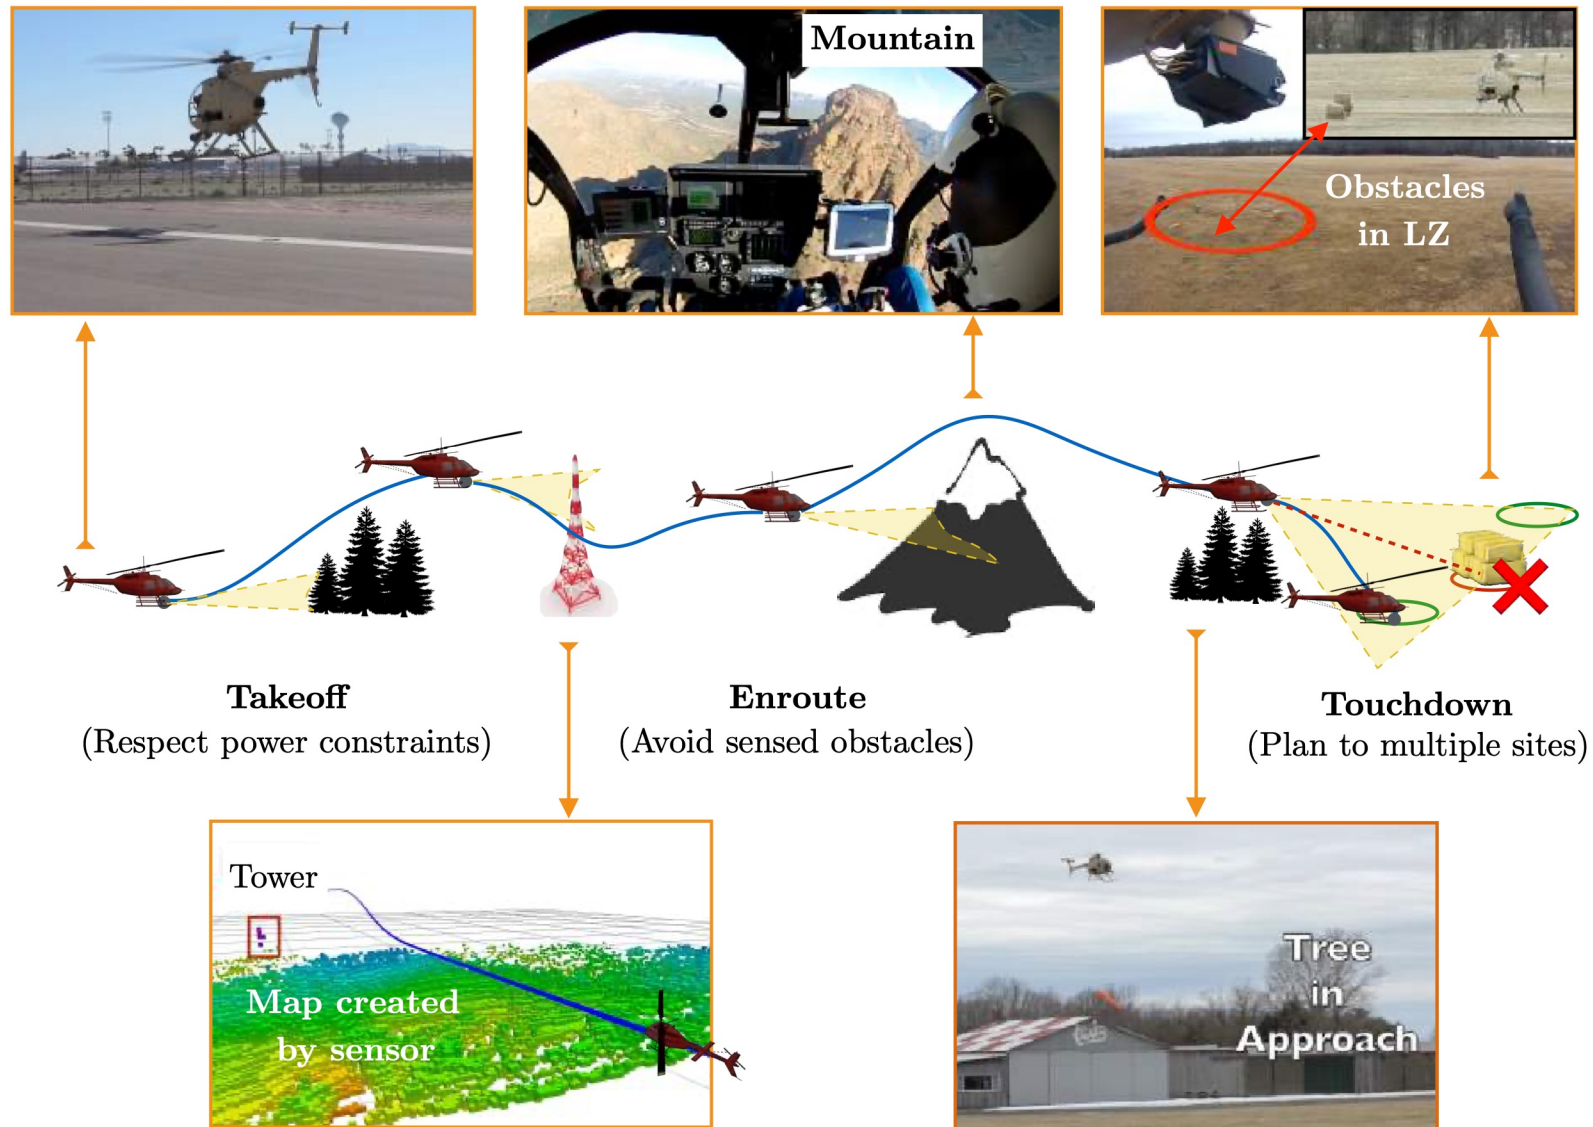 Mountain
Obstacles
in LZ
Takeoff
(Respect power constraints)
Enroute
(Avoid sensed obstacles)
Touchdown
(Plan to multiple sites)
Tower
Map created
by sensor
Tree
in
Approach